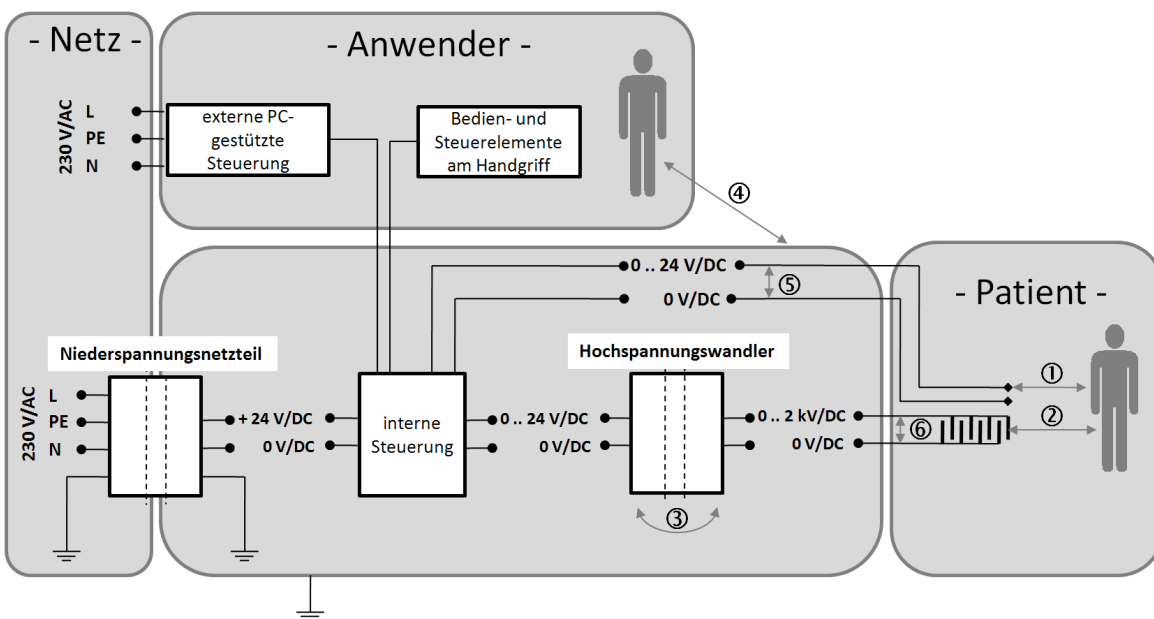 - Netz -
- Anwender -
230 V/AC
L
PE
N
externe PC-
gestützte
Steuerung
Bedien- und
Steuerelemente
am Handgriff
④
0 .. 24 V/DC
⑤
0 V/DC
- Patient -
Niederspannungsnetzteil
Hochspannungswandler
230 V/AC
L
PE
N
+ 24 V/DC
0 V/DC
interne
Steuerung
0 .. 24 V/DC
0 V/DC
0 .. 2 kV/DC
0 V/DC
①
②
⑥
③